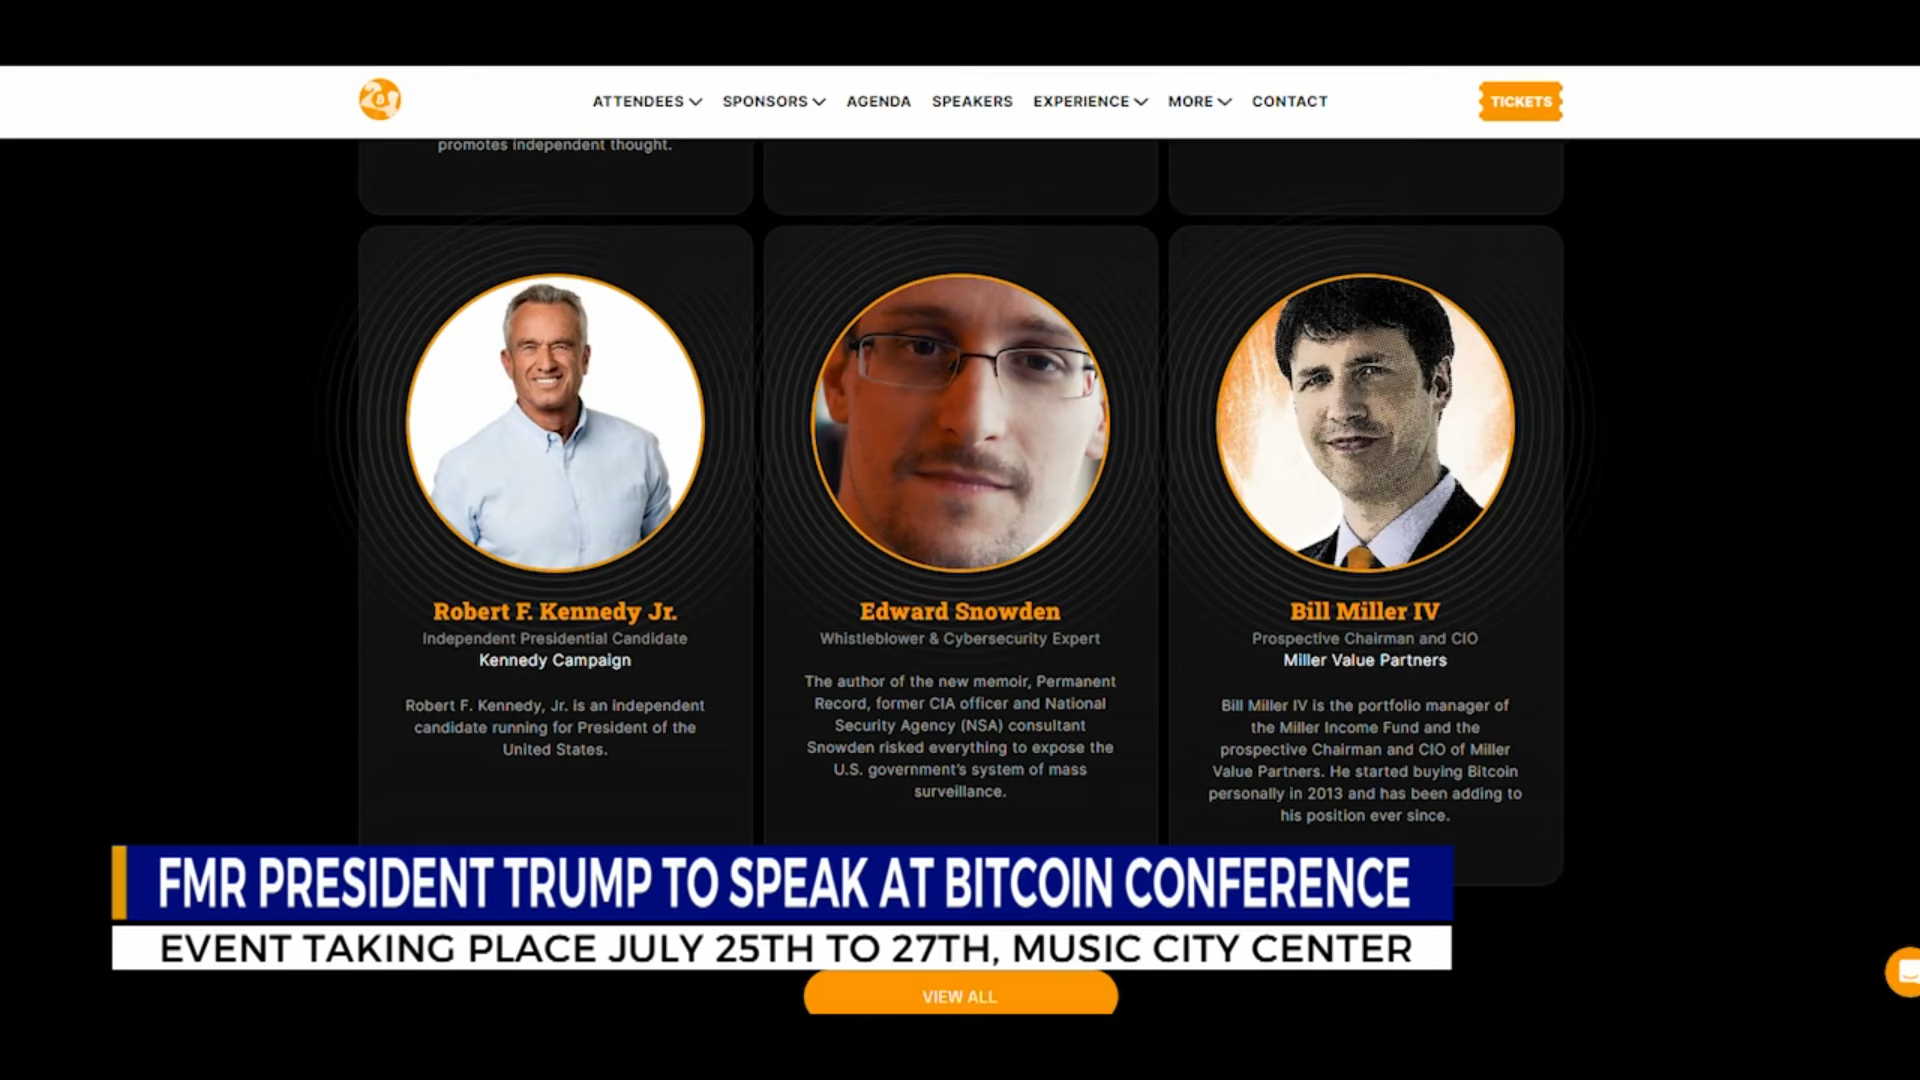 ATTENDEES SPONSORS AGENDA SPEAKERS EXPERIENCE MORE CONTACT TICKETS
promotes independent thought.
Robert F. Kennedy Jr.
Independent Presidential Candidate
Kennedy Campaign
Robert F. Kennedy, Jr. is an independent
candidate running for President of the
United States.
Edward Snowden
Whistleblower & Cybersecurity Expert
The author of the new memoir, Permanent
Record, former CIA officer and National
Security Agency (NSA) consultant
Snowden risked everything to expose the
U.S. government's system of mass
surveillance.
Bill Miller IV
Prospective Chairman and CIO
Miller Value Partners
Bill Miller IV is the portfolio manager of
the Miller Income Fund and the
prospective Chairman and CIO of Miller
Value Partners. He started buying Bitcoin
personally in 2013 and has been adding to
his position ever since.
FMR PRESIDENT TRUMP TO SPEAK AT BITCOIN CONFERENCE
EVENT TAKING PLACE JULY 25TH TO 27TH, MUSIC CITY CENTER
VIEW ALL